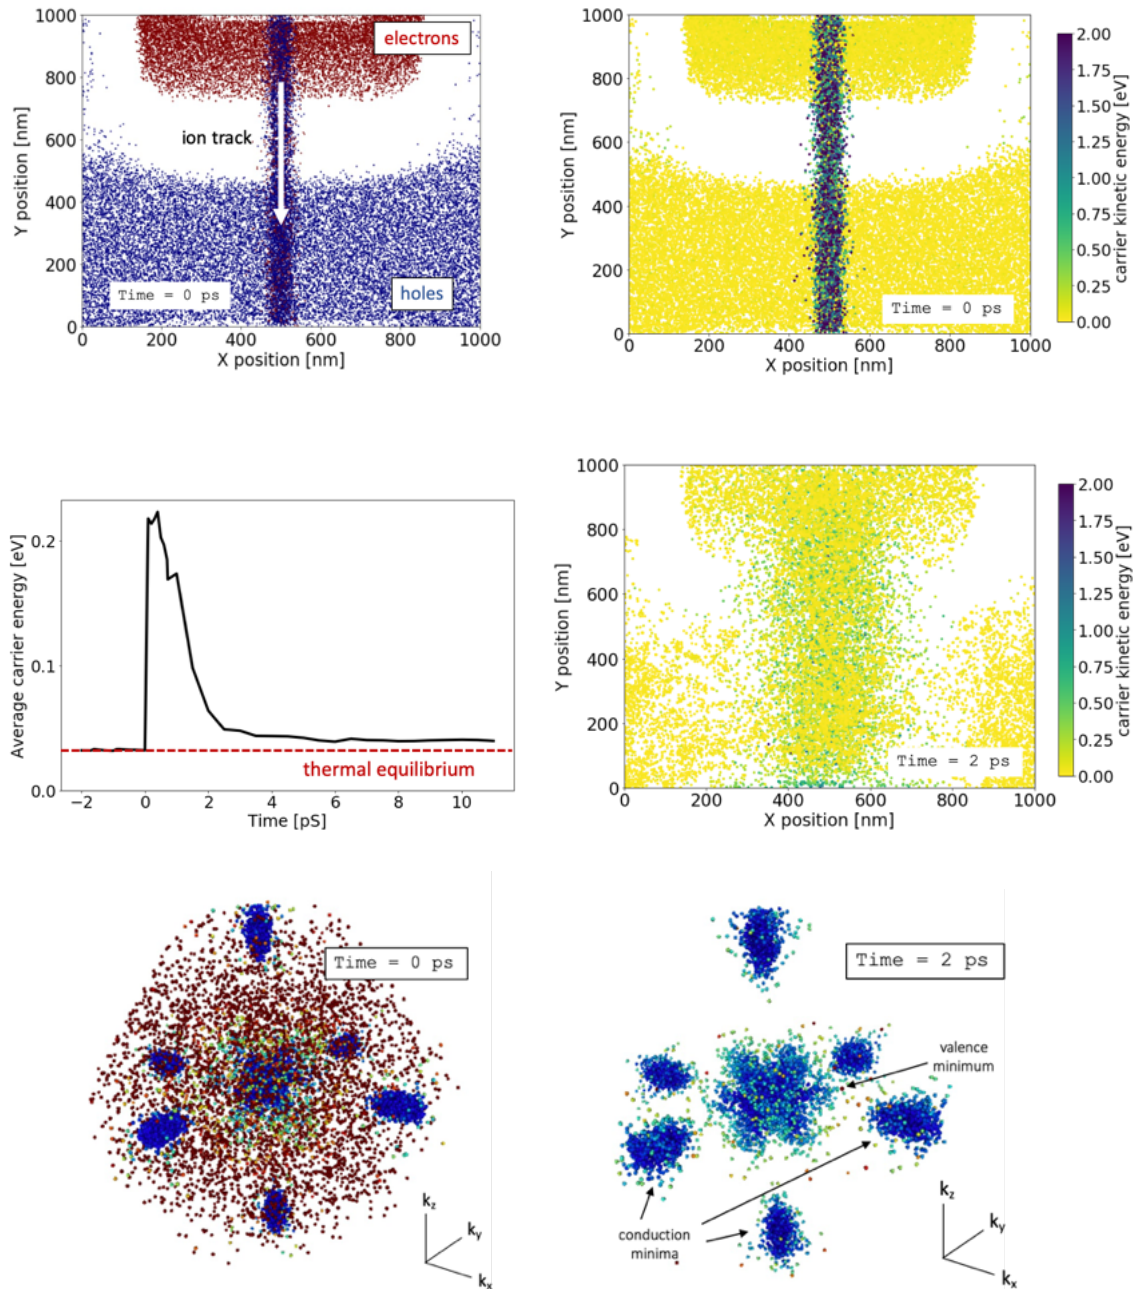 1000
800
600
400
200
0
Y position [nm]
electrons
ion track
Time = 0 ps
holes
0 200 400 600 800 1000
X position [nm]
1000
800
600
400
200
0
Y position [nm]
Time = 0 ps
0 200 400 600 800 1000
X position [nm]
2.00
1.75
1.50
1.25
1.00
0.75
0.50
0.25
0.00
carrier kinetic energy [eV]
0.2
0.1
0.0
Average carrier energy [eV]
thermal equilibrium
−2 0 2 4 6 8 10
Time [pS]
1000
800
600
400
200
0
Y position [nm]
Time = 2 ps
0 200 400 600 800 1000
X position [nm]
2.00
1.75
1.50
1.25
1.00
0.75
0.50
0.25
0.00
carrier kinetic energy [eV]
Time = 0 ps
kz
ky
kx
Time = 2 ps
valence
minimum
conduction
minima
kz
ky
kx